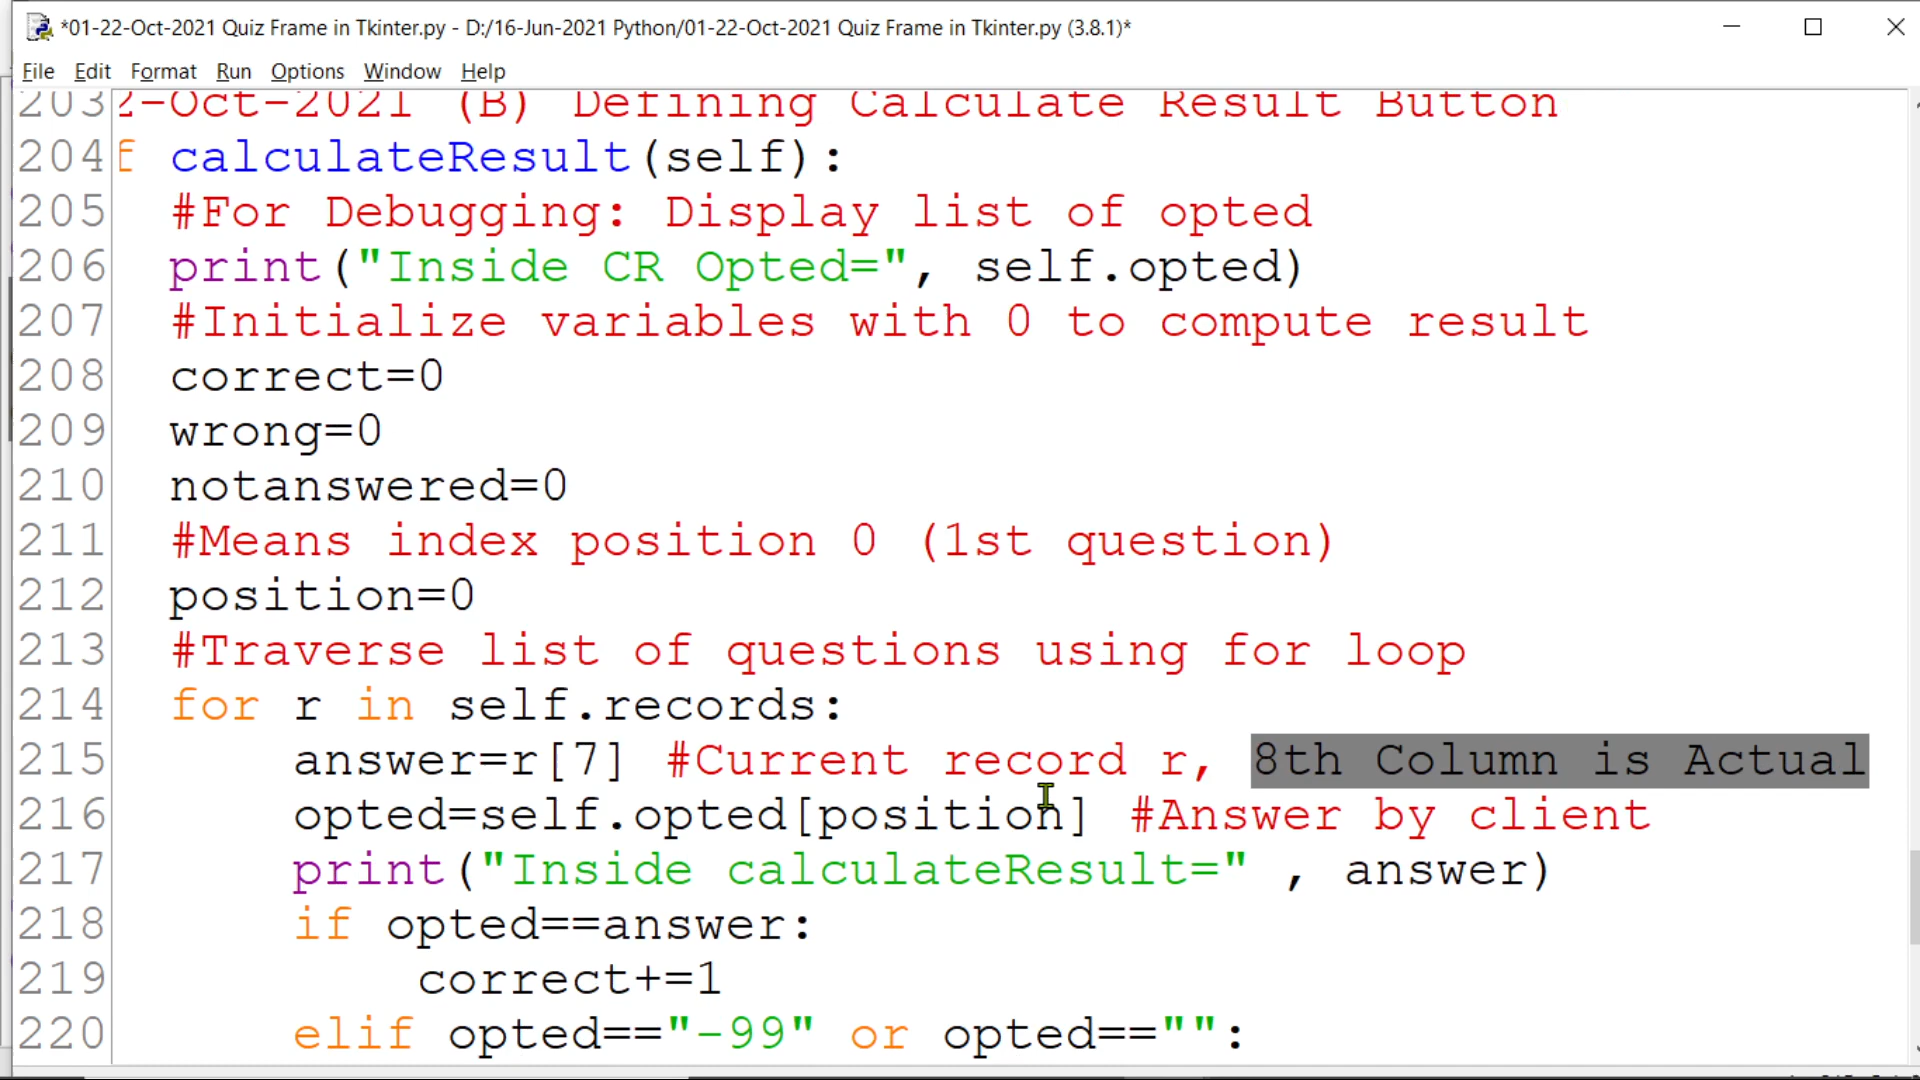 *01-22-Oct-2021 Quiz Frame in Tkinter.py - D:/16-Jun-2021 Python/01-22-Oct-2021 Quiz Frame in Tkinter.py (3.8.1)*
File Edit Format Run Options Window Help
203 2-Oct-2021 (B) Defining Calculate Result Button
204 f calculateResult(self):
205 #For Debugging: Display list of opted
206 print("Inside CR Opted=", self.opted)
207 #Initialize variables with 0 to compute result
208 correct=0
209 wrong=0
210 notanswered=0
211 #Means index position 0 (1st question)
212 position=0
213 #Traverse list of questions using for loop
214 for r in self.records:
215 answer=r[7] #Current record r, 8th Column is Actual
216 opted=self.opted[position] #Answer by client
217 print("Inside calculateResult=" , answer)
218 if opted==answer:
219 correct+=1
220 elif opted=="-99" or opted=="":